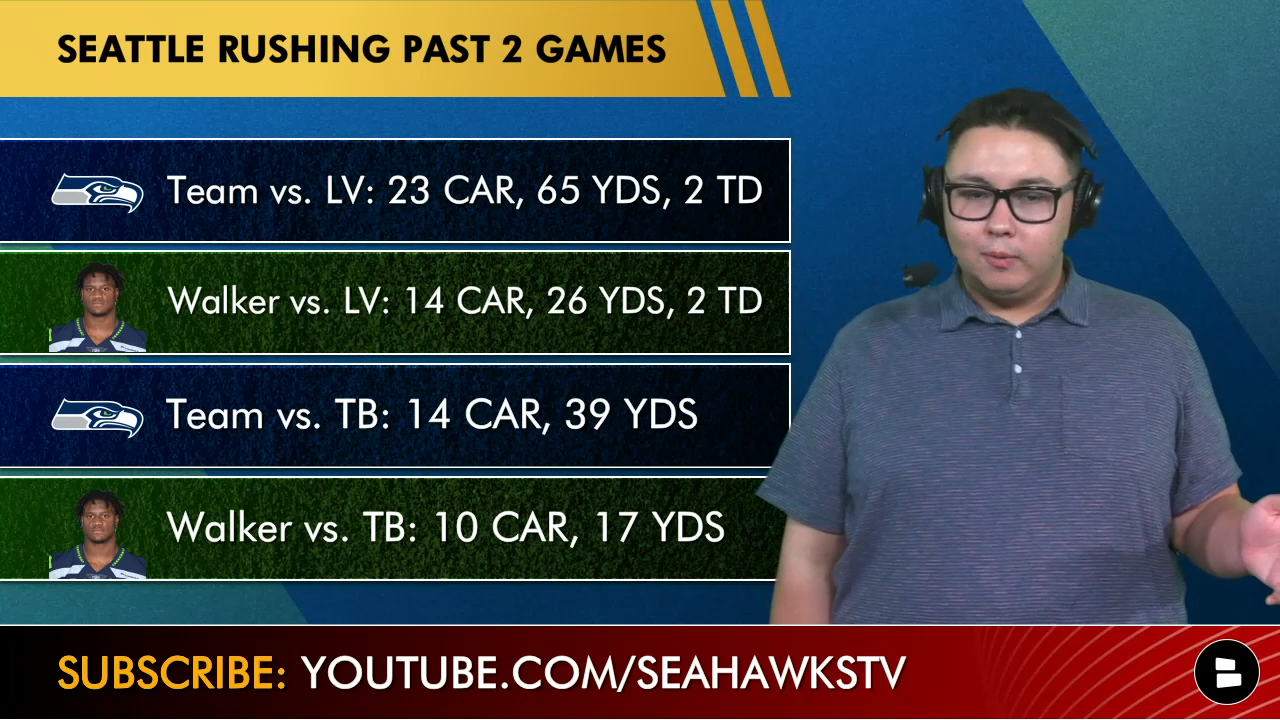 SEATTLE RUSHING PAST 2 GAMES
Team vs. LV: 23 CAR, 65 YDS, 2 TD
Walker vs. LV: 14 CAR, 26 YDS, 2 TD
Team vs. TB: 14 CAR, 39 YDS
Walker vs. TB: 10 CAR, 17 YDS
SUBSCRIBE: YOUTUBE.COM/SEAHAWKSTV